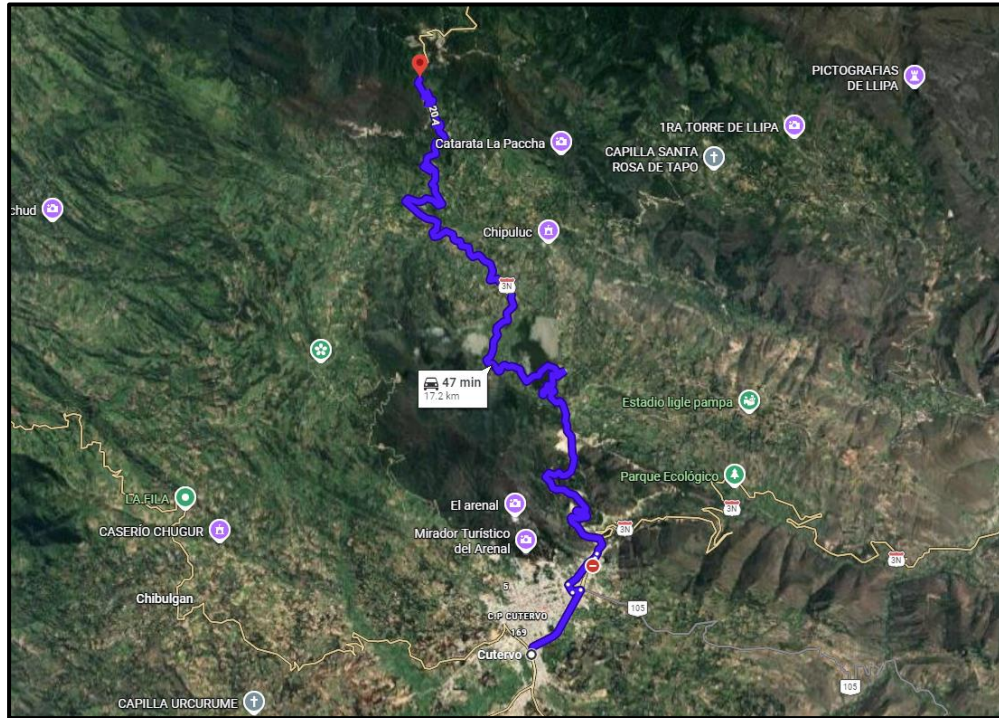 PICTOGRAFIAS
DE LLIPA
20A
1RA TORRE DE LLIPA
Catarata La Paccha
CAPILLA SANTA
ROSA DE TAPO
chud
Chipuluc
3N
47 min
17.2 km
Estadio ligle pampa
Parque Ecológico
LA FILA
El arenal
3N
CASERÍO CHUGUR
3N
Mirador Turístico
del Arenal
3N
5
Chibulgan
105
C P CUTERVO
169
Cutervo
105
CAPILLA URCURUME